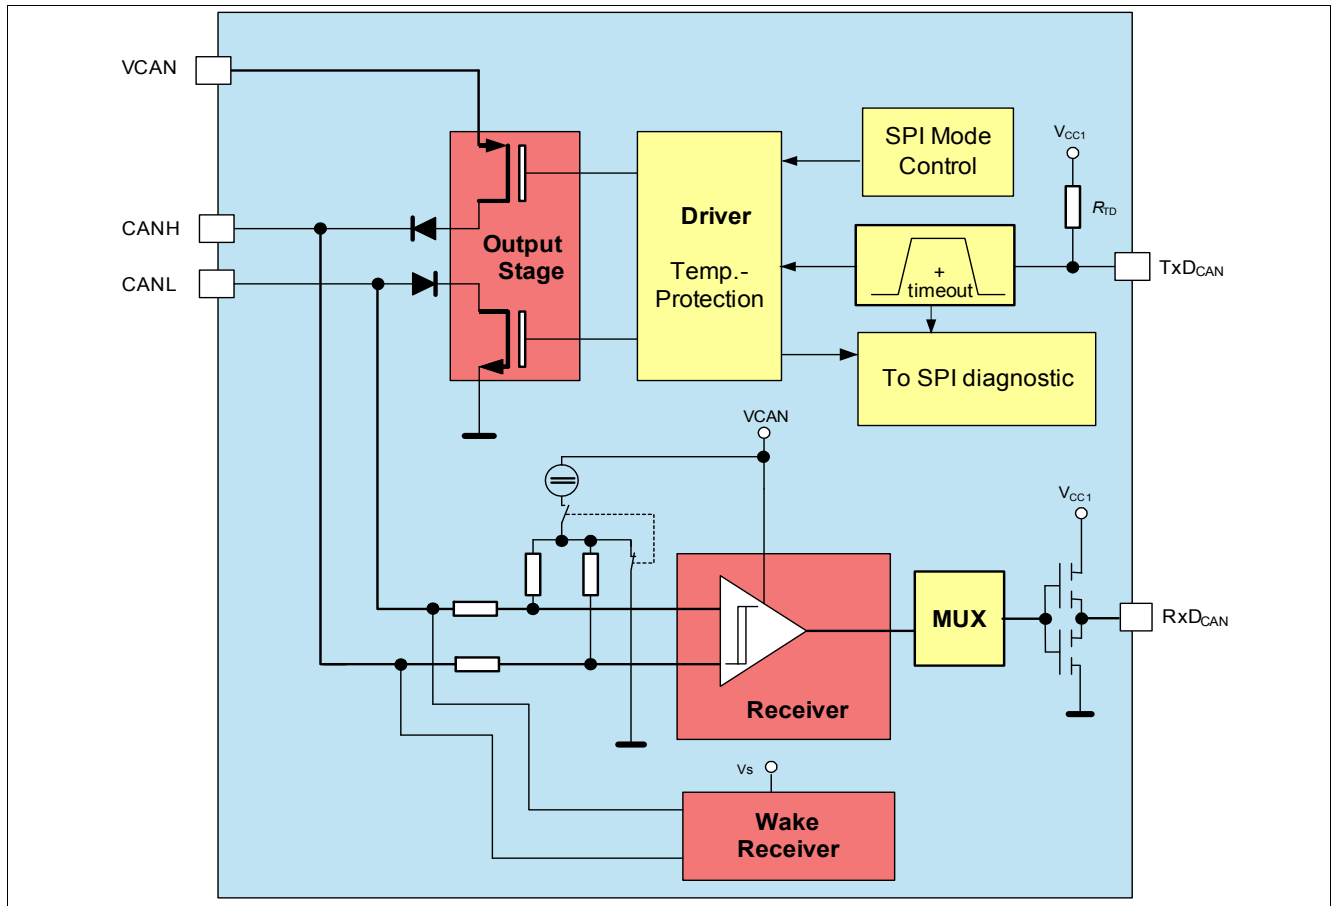 VCAN
CANH
CANL
Output
Stage
Driver
Temp.-
Protection
SPI Mode
Control
+
timeout
To SPI diagnostic
VCC1
RTD
TxDCAN
VCAN
Receiver
MUX
VCC1
RxDCAN
Vs
Wake
Receiver